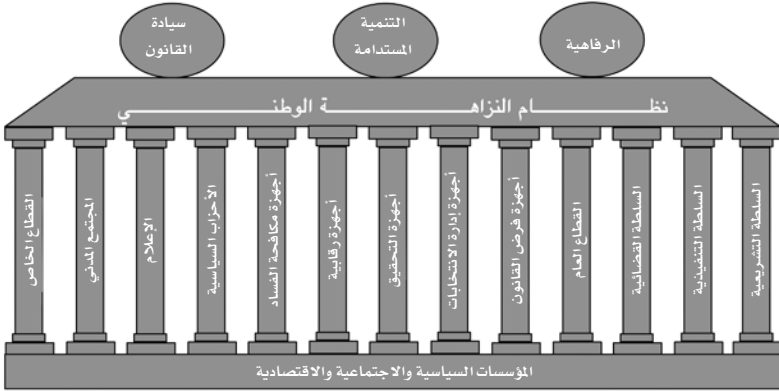 سيادة
القانون
التنمية
المستدامة
الرفاهية
نظـــــام النزاهـــــــة الوطنـــــــي
السلطة التشريعية
السلطة التنفيذية
السلطة القضائية
القطاع العام
أجهزة فرض القانون
أجهزة إدارة الانتخابات
أجهزة التحقيق
أجهزة رقابية
أجهزة مكافحة الفساد
الأحزاب السياسية
الإعلام
المجتمع المدني
القطاع الخاص
المؤسسات السياسية والاجتماعية والاقتصادية